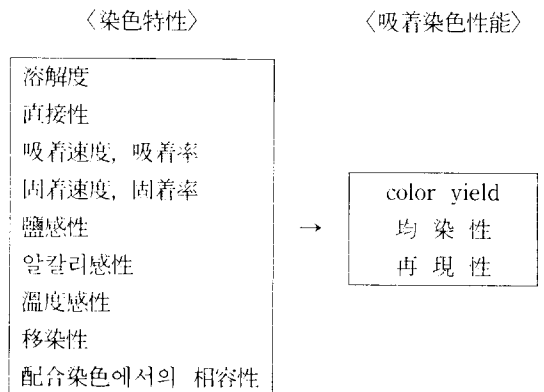 〈染色特性〉
溶解度
直接性
吸着速度, 吸着率
固着速度, 固着率
鹽感性
알칼리感性
溫度感性
移染性
配合染色에서의 相容性
→
〈吸着染色性能〉
color yield
均 染 性
再 現 性